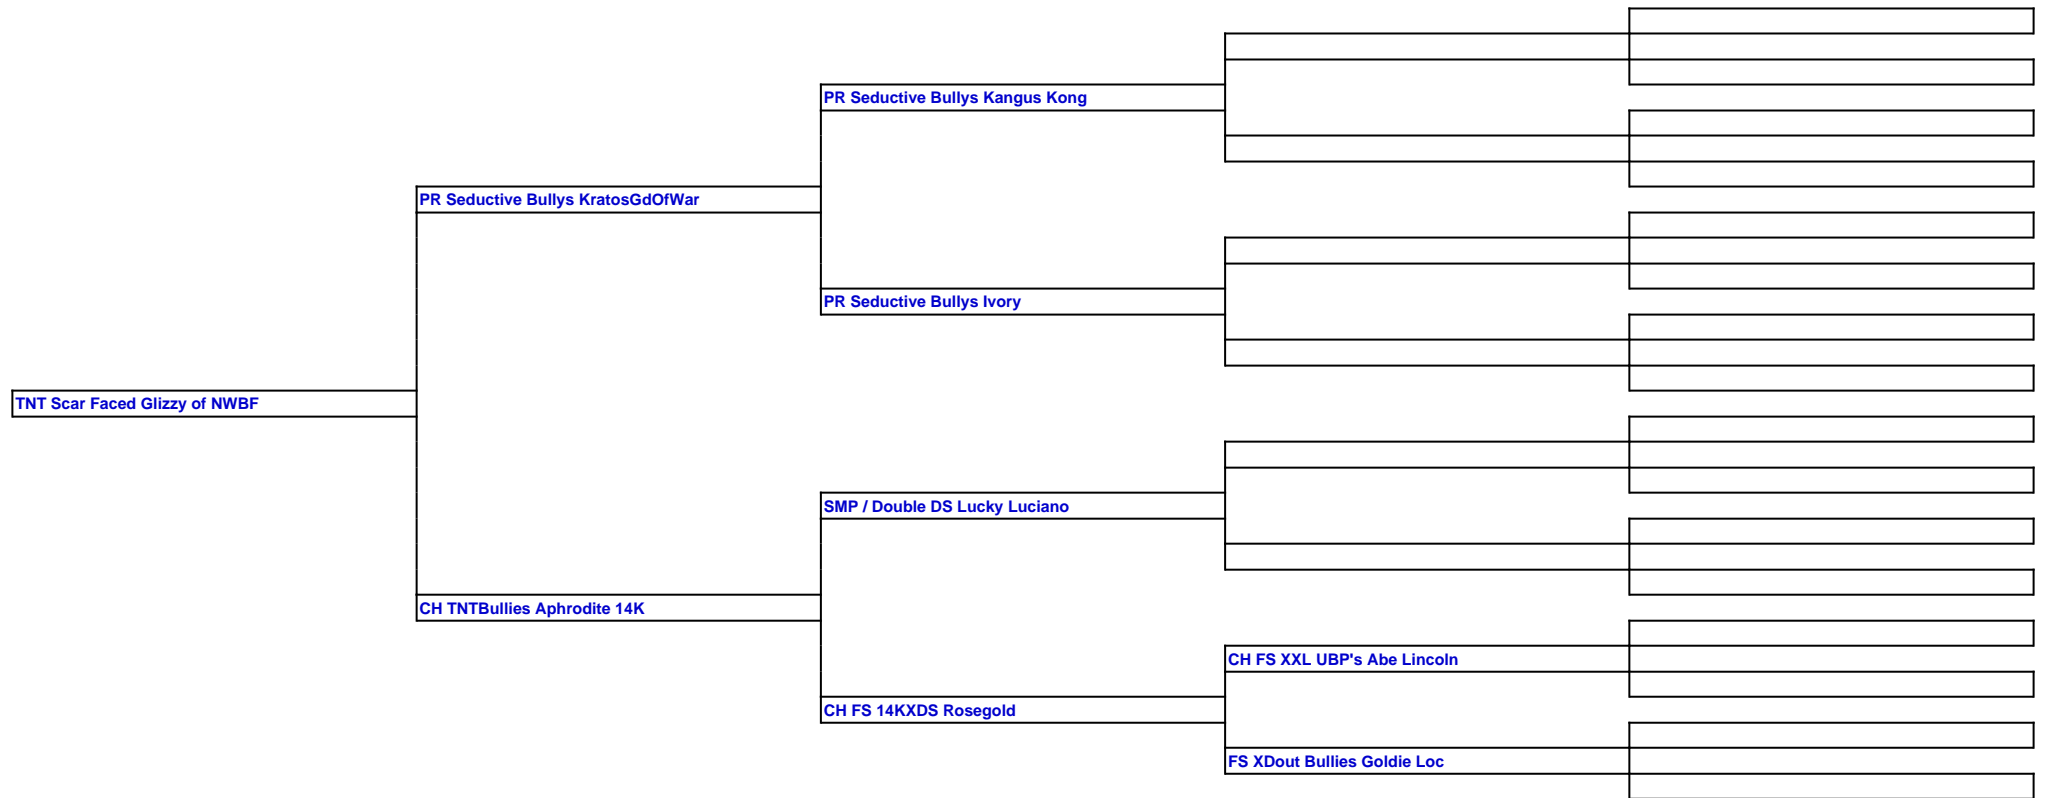 PR Seductive Bullys Kangus Kong
PR Seductive Bullys KratosGdOfWar
PR Seductive Bullys Ivory
TNT Scar Faced Glizzy of NWBF
SMP / Double DS Lucky Luciano
CH TNTBullies Aphrodite 14K
CH FS XXL UBP's Abe Lincoln
CH FS 14KXDS Rosegold
FS XDout Bullies Goldie Loc